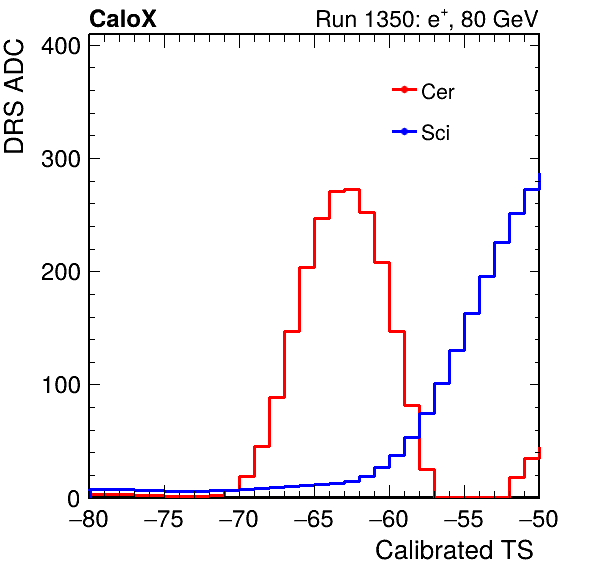 CaloX Run 1350: e⁺, 80 GeV
DRS ADC
400
300
200
100
0
Cer
Sci
−80 −75 −70 −65 −60 −55 −50
Calibrated TS